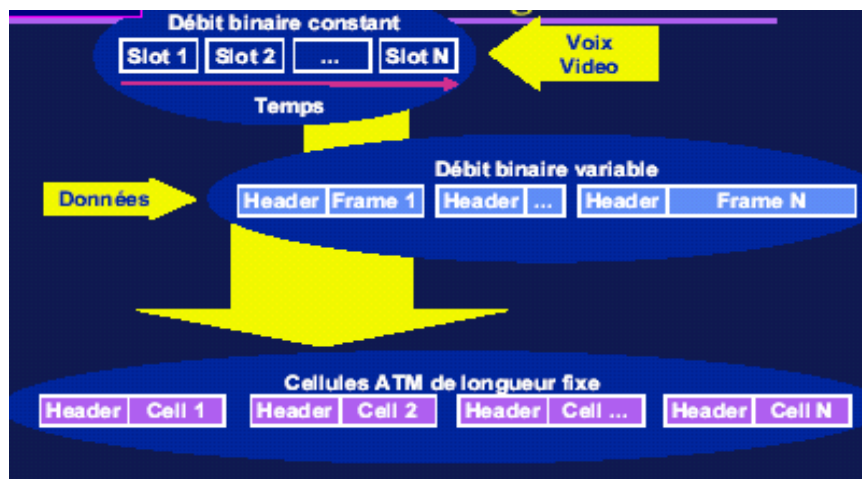 Débit binaire constant
Slot 1 Slot 2 ... Slot N
Voix
Video
Temps
Débit binaire variable
Données
Header Frame 1 Header ... Header Frame N
Cellules ATM de longueur fixe
Header Cell 1 Header Cell 2 Header Cell ... Header Cell N